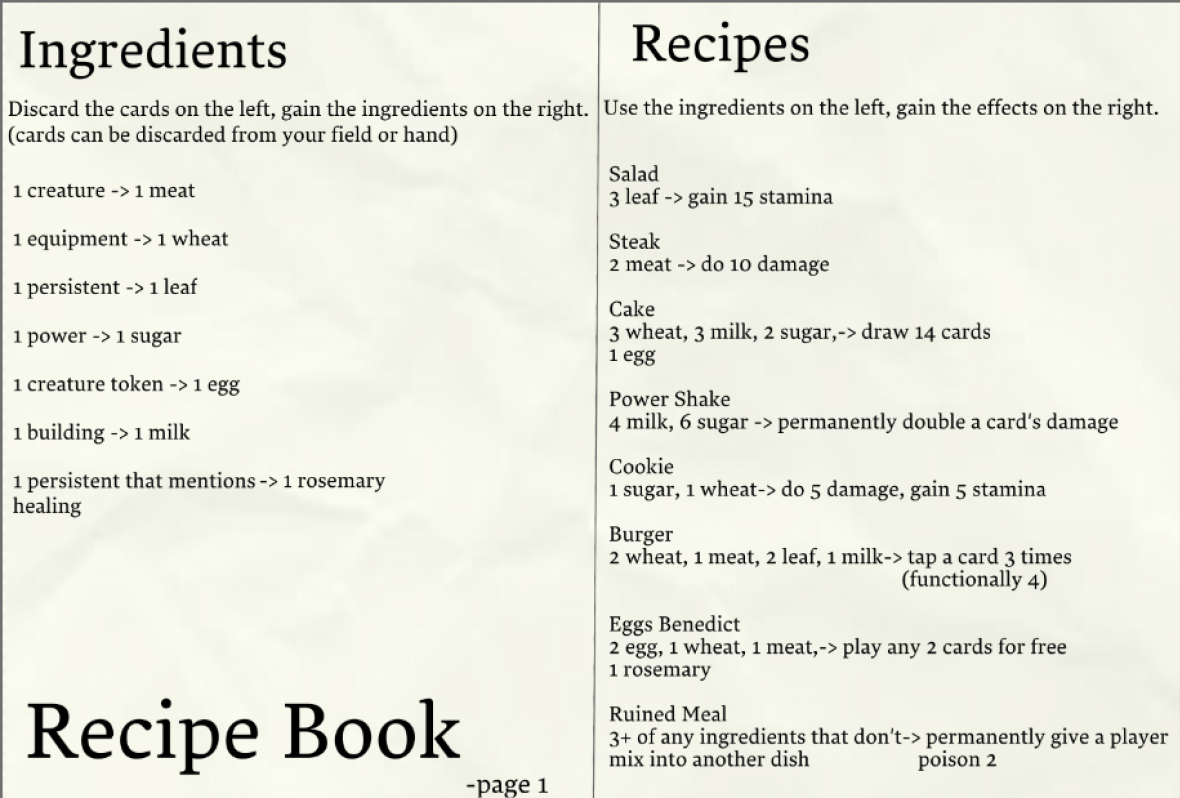 Ingredients
Discard the cards on the left, gain the ingredients on the right.
(cards can be discarded from your field or hand)
1 creature -> 1 meat
1 equipment -> 1 wheat
1 persistent -> 1 leaf
1 power -> 1 sugar
1 creature token -> 1 egg
1 building -> 1 milk
1 persistent that mentions -> 1 rosemary
healing
Recipe Book
-page 1
Recipes
Use the ingredients on the left, gain the effects on the right.
Salad
3 leaf -> gain 15 stamina
Steak
2 meat -> do 10 damage
Cake
3 wheat, 3 milk, 2 sugar,-> draw 14 cards
1 egg
Power Shake
4 milk, 6 sugar -> permanently double a card's damage
Cookie
1 sugar, 1 wheat-> do 5 damage, gain 5 stamina
Burger
2 wheat, 1 meat, 2 leaf, 1 milk-> tap a card 3 times
(functionally 4)
Eggs Benedict
2 egg, 1 wheat, 1 meat,-> play any 2 cards for free
1 rosemary
Ruined Meal
3+ of any ingredients that don't-> permanently give a player
mix into another dish poison 2